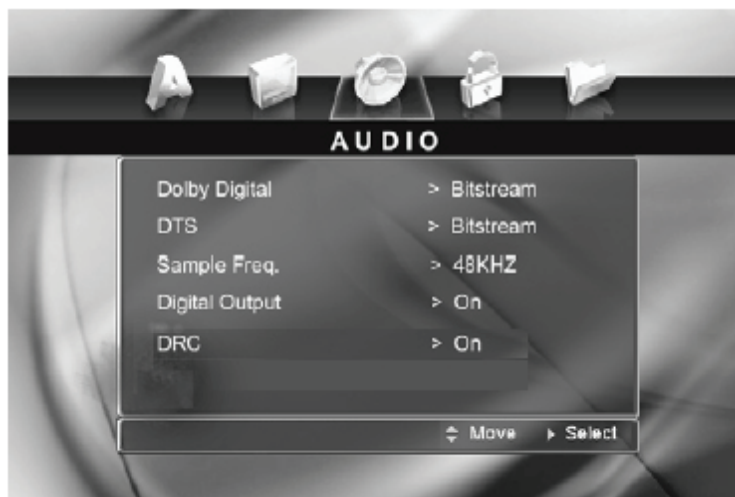 AUDIO
Dolby Digital > Bitstream
DTS > Bitstream
Sample Freq. > 48KHZ
Digital Output > On
DRC > On
Move Select